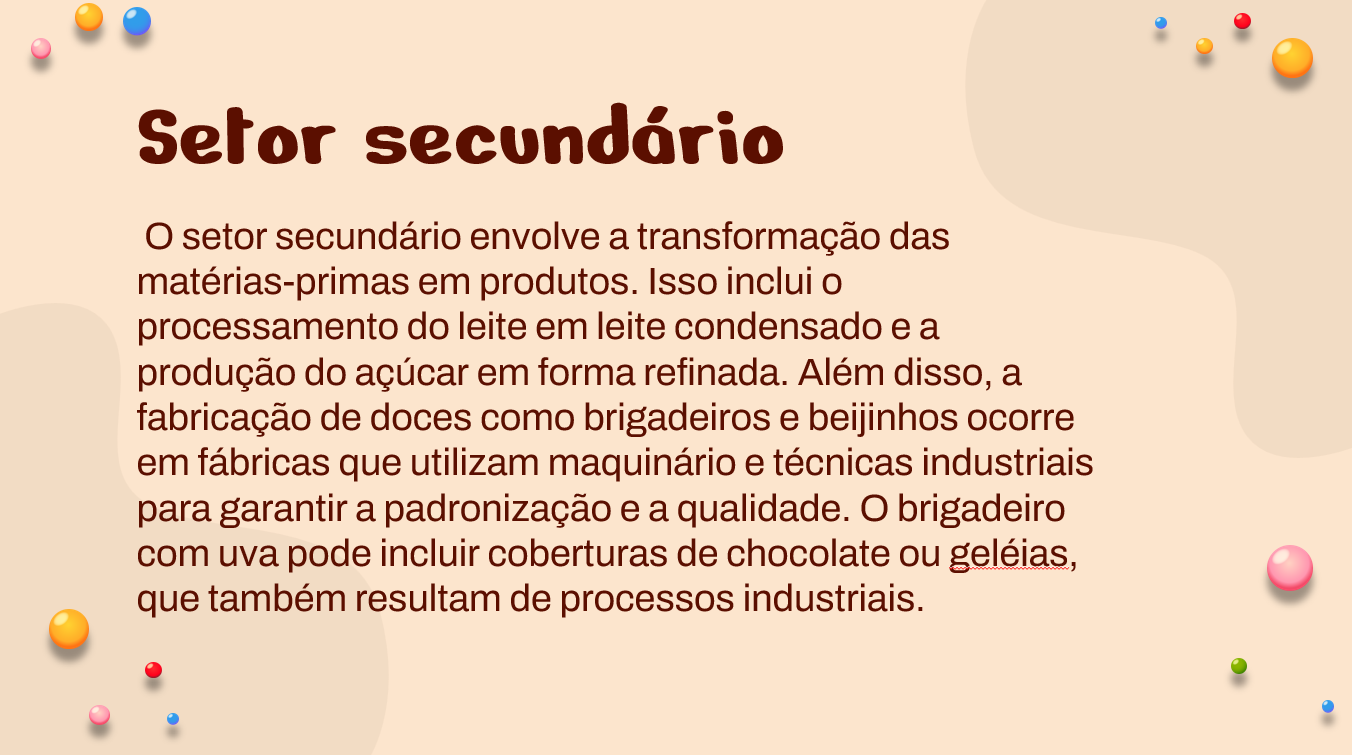 Setor secundário
O setor secundário envolve a transformação das
matérias-primas em produtos. Isso inclui o
processamento do leite em leite condensado e a
produção do açúcar em forma refinada. Além disso, a
fabricação de doces como brigadeiros e beijinhos ocorre
em fábricas que utilizam maquinário e técnicas industriais
para garantir a padronização e a qualidade. O brigadeiro
com uva pode incluir coberturas de chocolate ou geléias,
que também resultam de processos industriais.